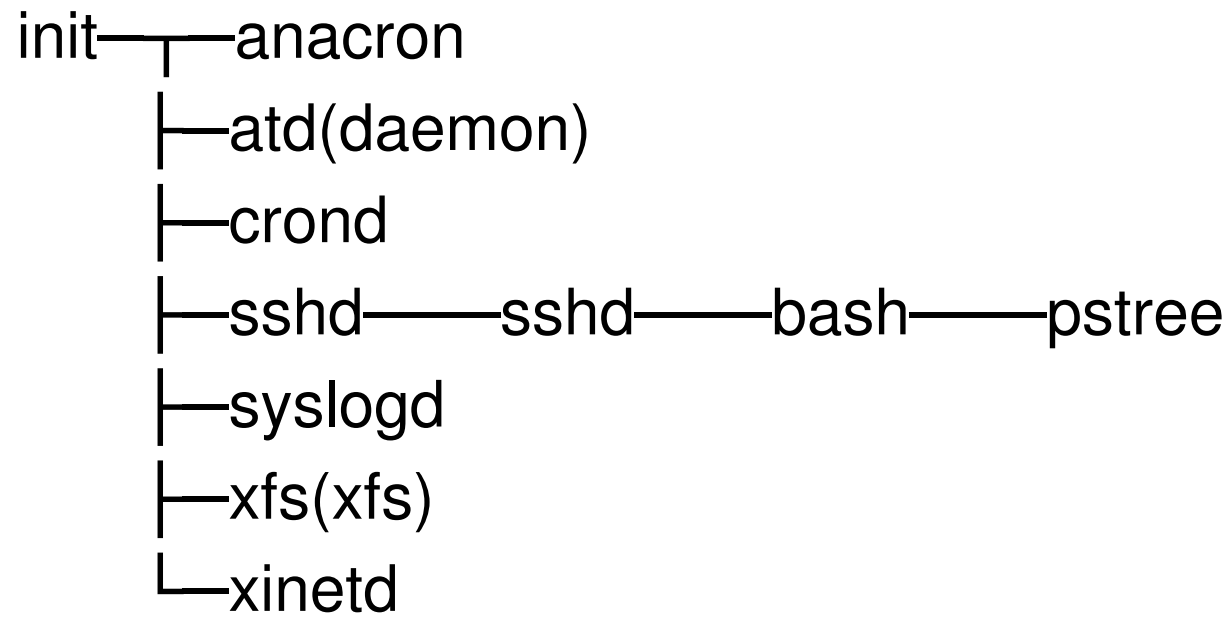 init anacron
atd(daemon)
crond
sshd sshd bash pstree
syslogd
xfs(xfs)
xinetd